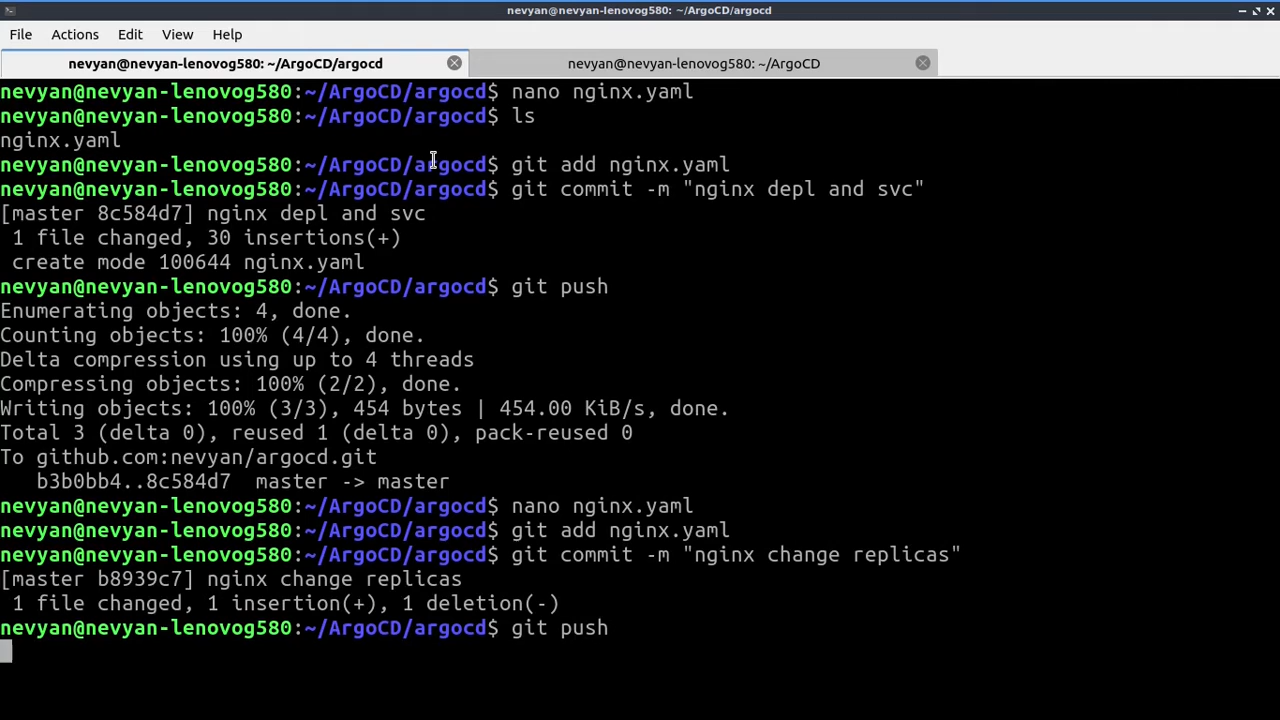 nevyan@nevyan-lenovog580: ~/ArgoCD/argocd
File Actions Edit View Help
nevyan@nevyan-lenovog580: ~/ArgoCD/argocd nevyan@nevyan-lenovog580: ~/ArgoCD
nevyan@nevyan-lenovog580:~/ArgoCD/argocd$ nano nginx.yaml
nevyan@nevyan-lenovog580:~/ArgoCD/argocd$ ls
nginx.yaml
nevyan@nevyan-lenovog580:~/ArgoCD/argocd$ git add nginx.yaml
nevyan@nevyan-lenovog580:~/ArgoCD/argocd$ git commit -m "nginx depl and svc"
[master 8c584d7] nginx depl and svc
 1 file changed, 30 insertions(+)
 create mode 100644 nginx.yaml
nevyan@nevyan-lenovog580:~/ArgoCD/argocd$ git push
Enumerating objects: 4, done.
Counting objects: 100% (4/4), done.
Delta compression using up to 4 threads
Compressing objects: 100% (2/2), done.
Writing objects: 100% (3/3), 454 bytes | 454.00 KiB/s, done.
Total 3 (delta 0), reused 1 (delta 0), pack-reused 0
To github.com:nevyan/argocd.git
   b3b0bb4..8c584d7  master -> master
nevyan@nevyan-lenovog580:~/ArgoCD/argocd$ nano nginx.yaml
nevyan@nevyan-lenovog580:~/ArgoCD/argocd$ git add nginx.yaml
nevyan@nevyan-lenovog580:~/ArgoCD/argocd$ git commit -m "nginx change replicas"
[master b8939c7] nginx change replicas
 1 file changed, 1 insertion(+), 1 deletion(-)
nevyan@nevyan-lenovog580:~/ArgoCD/argocd$ git push